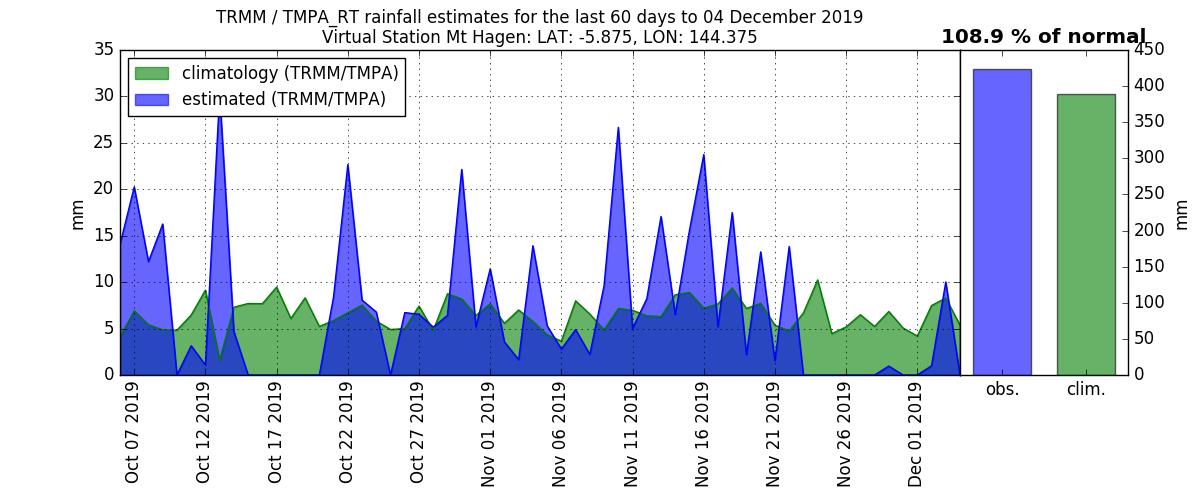 TRMM / TMPA_RT rainfall estimates for the last 60 days to 04 December 2019
Virtual Station Mt Hagen: LAT: -5.875, LON: 144.375
108.9 % of normal
climatology (TRMM/TMPA)
estimated (TRMM/TMPA)
mm
35
30
25
20
15
10
5
0
Oct 07 2019
Oct 12 2019
Oct 17 2019
Oct 22 2019
Oct 27 2019
Nov 01 2019
Nov 06 2019
Nov 11 2019
Nov 16 2019
Nov 21 2019
Nov 26 2019
Dec 01 2019
obs.
clim.
450
400
350
300
250
200
150
100
50
0
mm